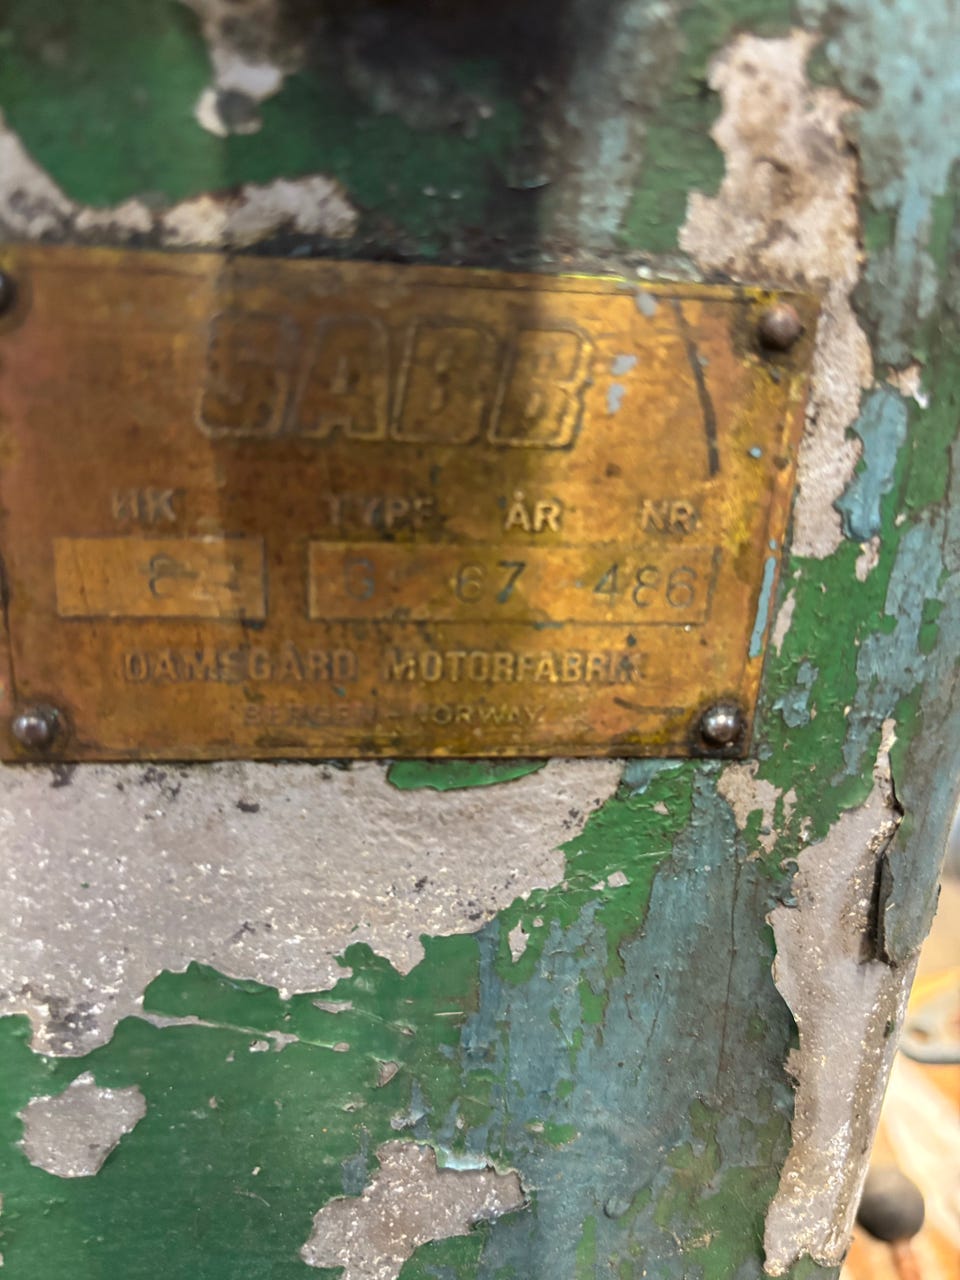 SABB
HK TYPE ÅR NR.
8 G 67 486
DAMSGÅRD MOTORFABRIK
BERGEN - NORWAY